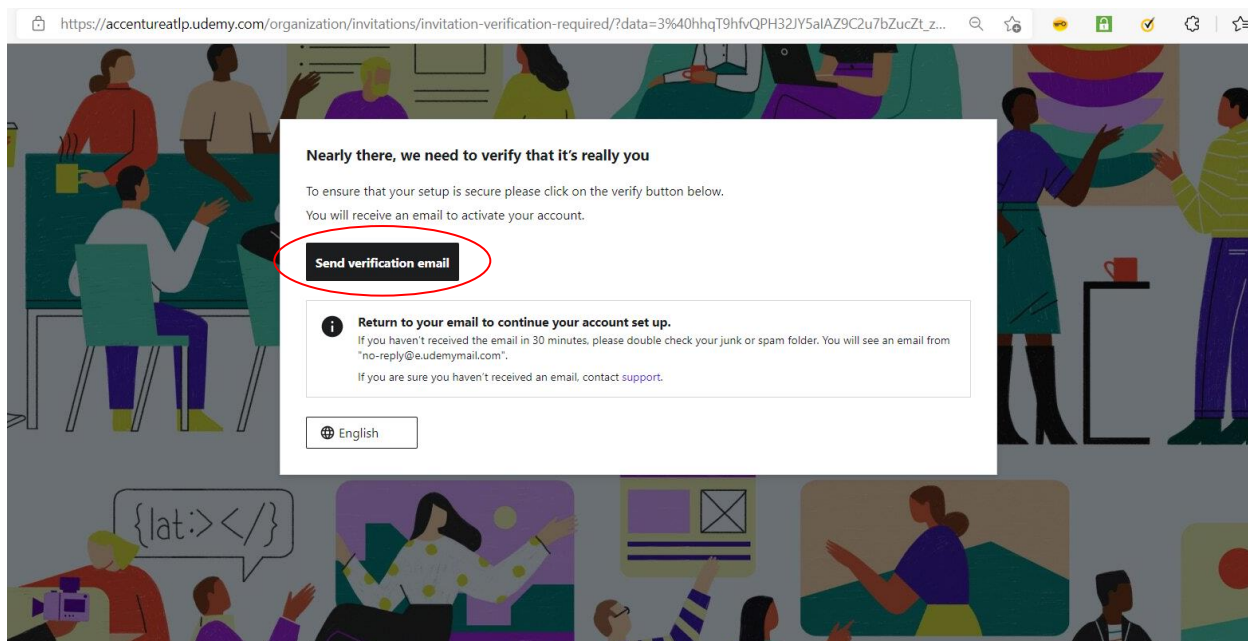 https://accentureatlp.udemy.com/organization/invitations/invitation-verification-required/?data=3%40hhqT9hfvQPH32JY5aIAZ9C2u7bZucZt_z...
Nearly there, we need to verify that it's really you
To ensure that your setup is secure please click on the verify button below.
You will receive an email to activate your account.
Send verification email
Return to your email to continue your account set up.
If you haven't received the email in 30 minutes, please double check your junk or spam folder. You will see an email from
"no-reply@e.udemymail.com".
If you are sure you haven't received an email, contact support.
English
{lat:></}